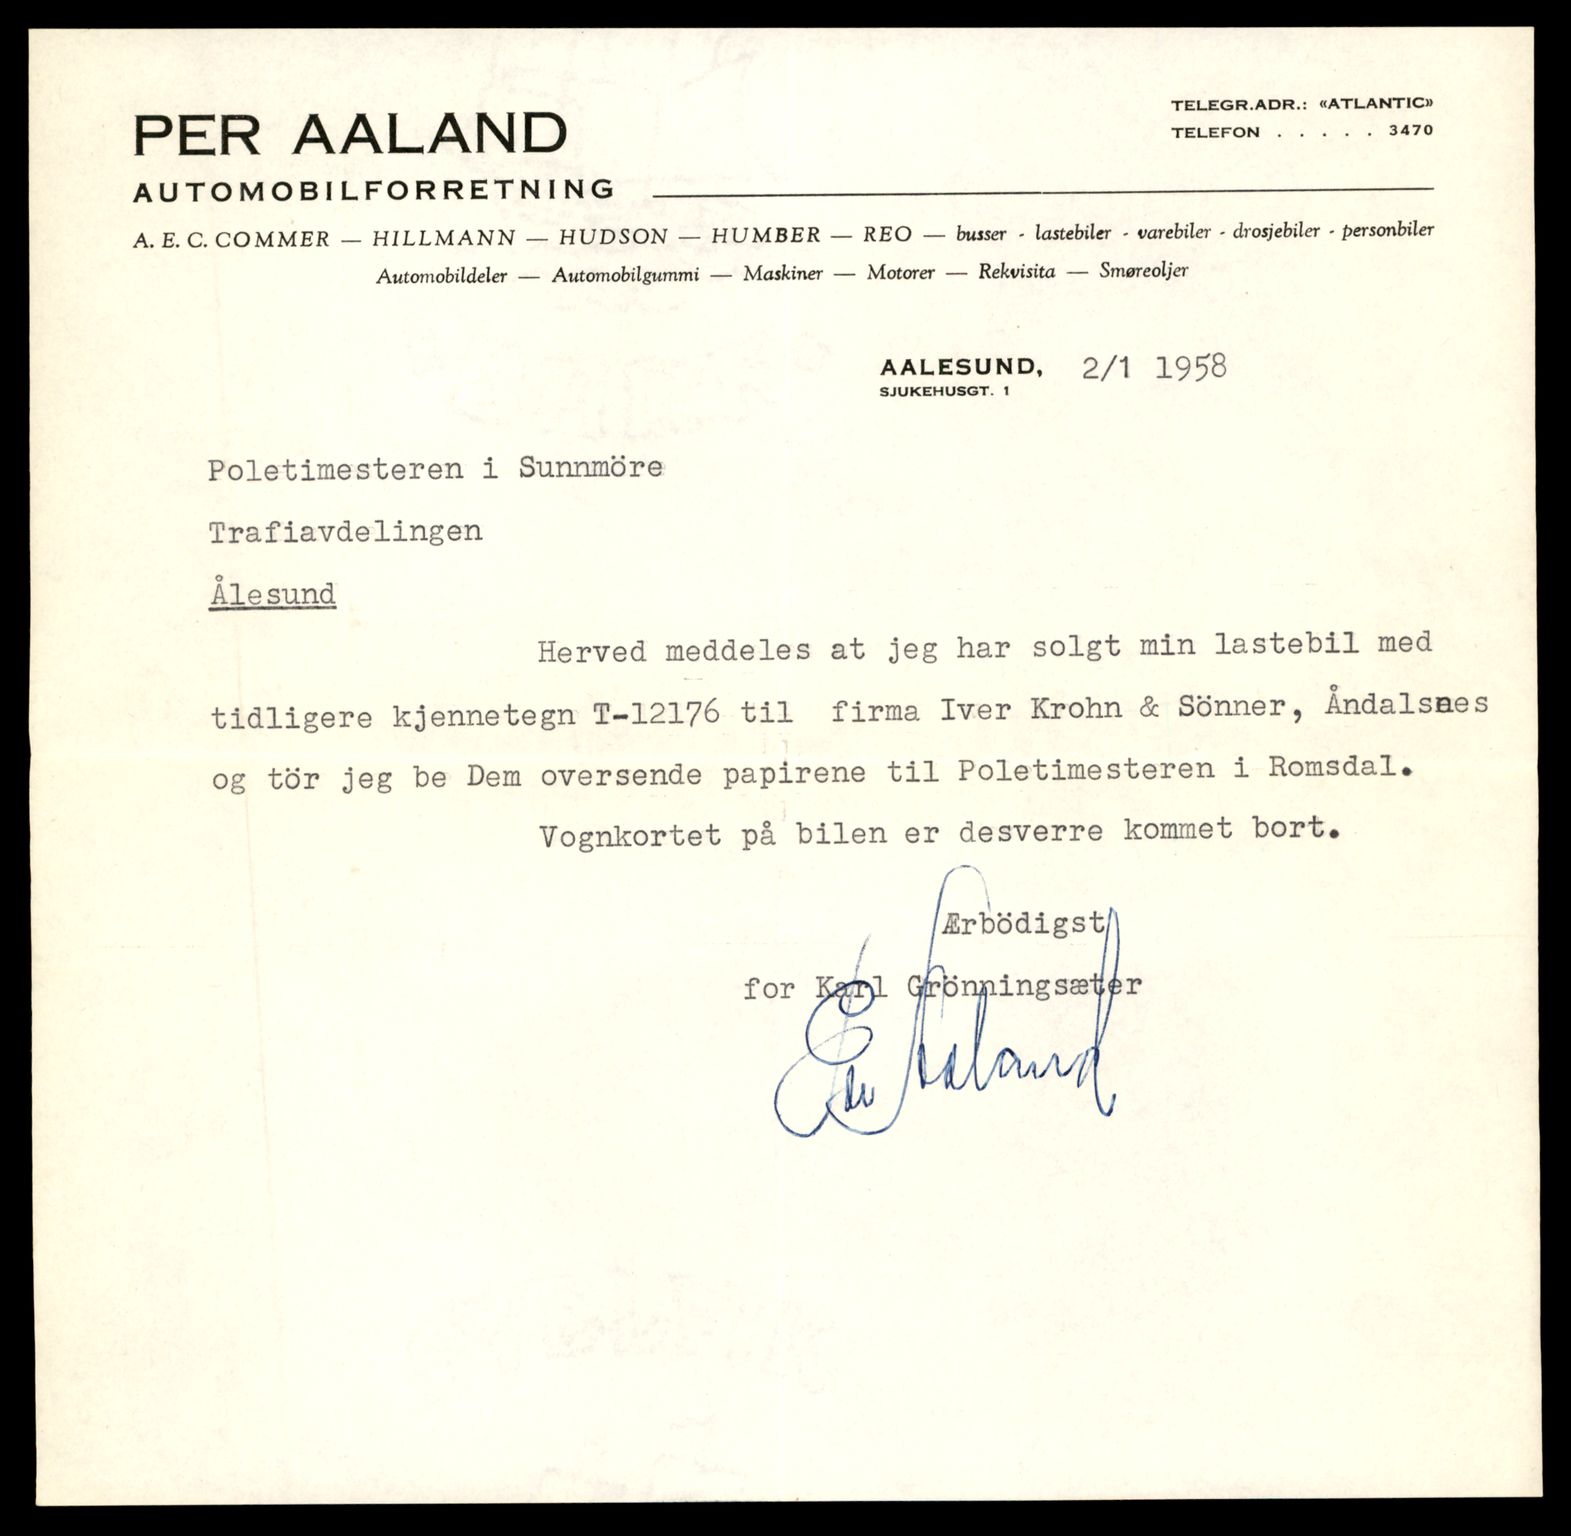 PER AALAND
AUTOMOBILFORRETNING
TELEGR.ADR.: «ATLANTIC»
TELEFON . . . . . 3470
A. E. C. COMMER — HILLMANN — HUDSON — HUMBER — REO — busser - lastebiler - varebiler - drosjebiler - personbiler
Automobildeler — Automobilgummi — Maskiner — Motorer — Rekvisita — Smøreoljer
AALESUND, 2/1 1958
SJUKEHUSGT. 1
Poletimesteren i Sunnmöre
Trafiavdelingen
Ålesund
Herved meddeles at jeg har solgt min lastebil med
tidligere kjennetegn T-12176 til firma Iver Krohn & Sönner, Åndalsnes
og tör jeg be Dem oversende papirene til Poletimesteren i Romsdal.
Vognkortet på bilen er desverre kommet bort.
Ærbödigst
for Karl Grönningsæter
Aaland